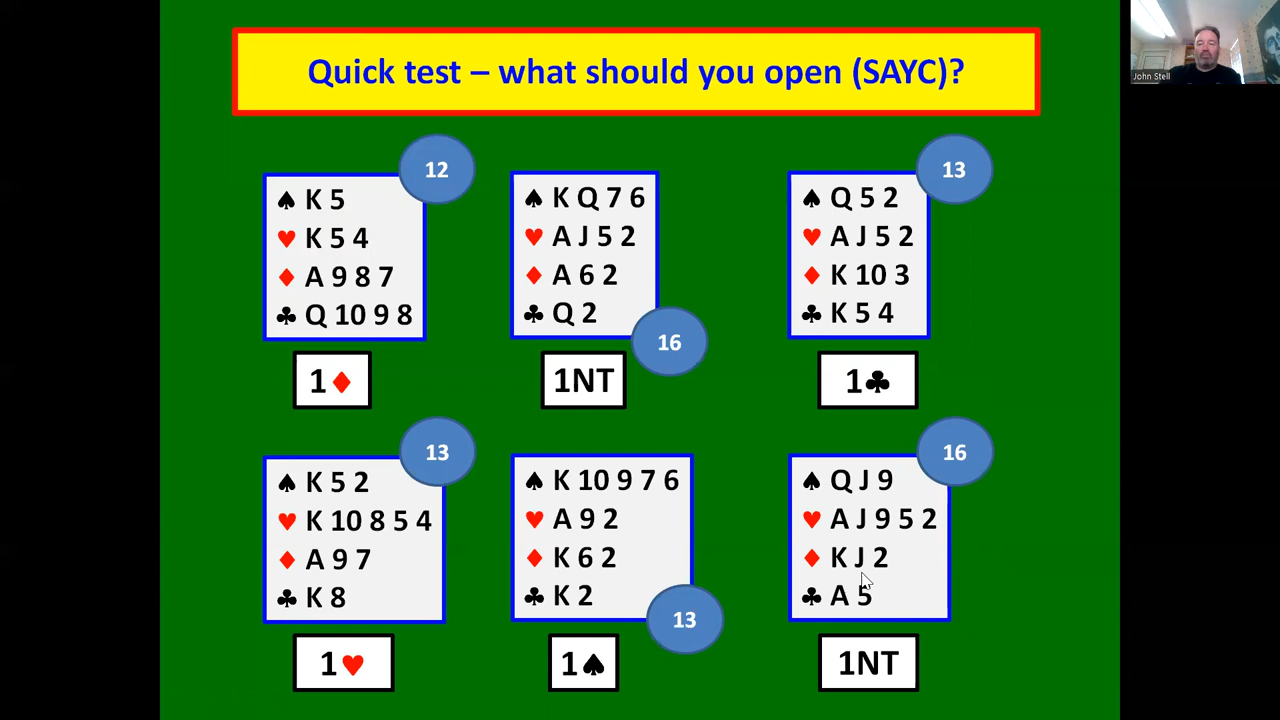 Quick test – what should you open (SAYC)?
John Stell
12
♠ K 5
♥ K 5 4
♦ A 9 8 7
♣ Q 10 9 8
1♦
♠ K Q 7 6
♥ A J 5 2
♦ A 6 2
♣ Q 2
16
1NT
13
♠ Q 5 2
♥ A J 5 2
♦ K 10 3
♣ K 5 4
1♣
13
♠ K 5 2
♥ K 10 8 5 4
♦ A 9 7
♣ K 8
1♥
♠ K 10 9 7 6
♥ A 9 2
♦ K 6 2
♣ K 2
13
1♠
16
♠ Q J 9
♥ A J 9 5 2
♦ K J 2
♣ A 5
1NT